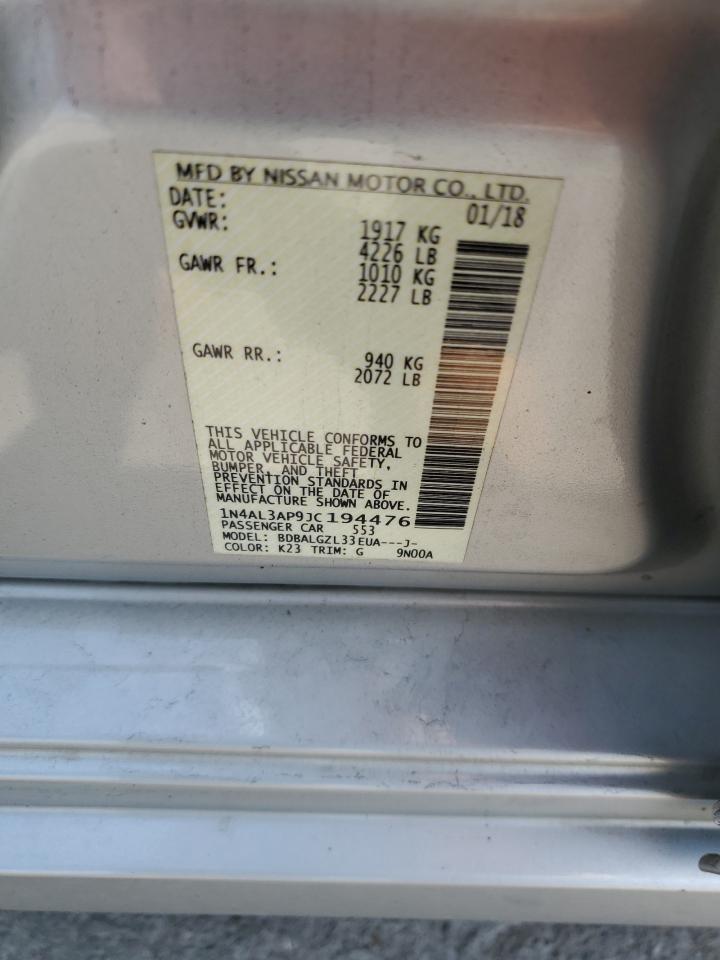 MFD BY NISSAN MOTOR CO., LTD.
DATE: 01/18
GVWR: 1917 KG
4226 LB
GAWR FR.: 1010 KG
2227 LB
GAWR RR.: 940 KG
2072 LB
THIS VEHICLE CONFORMS TO
ALL APPLICABLE FEDERAL
MOTOR VEHICLE SAFETY,
BUMPER, AND THEFT
PREVENTION STANDARDS IN
EFFECT ON THE DATE OF
MANUFACTURE SHOWN ABOVE.
1N4AL3AP9JC194476
PASSENGER CAR 553
MODEL: BDBALGZL33EUA---J-
COLOR: K23 TRIM: G 9N00A